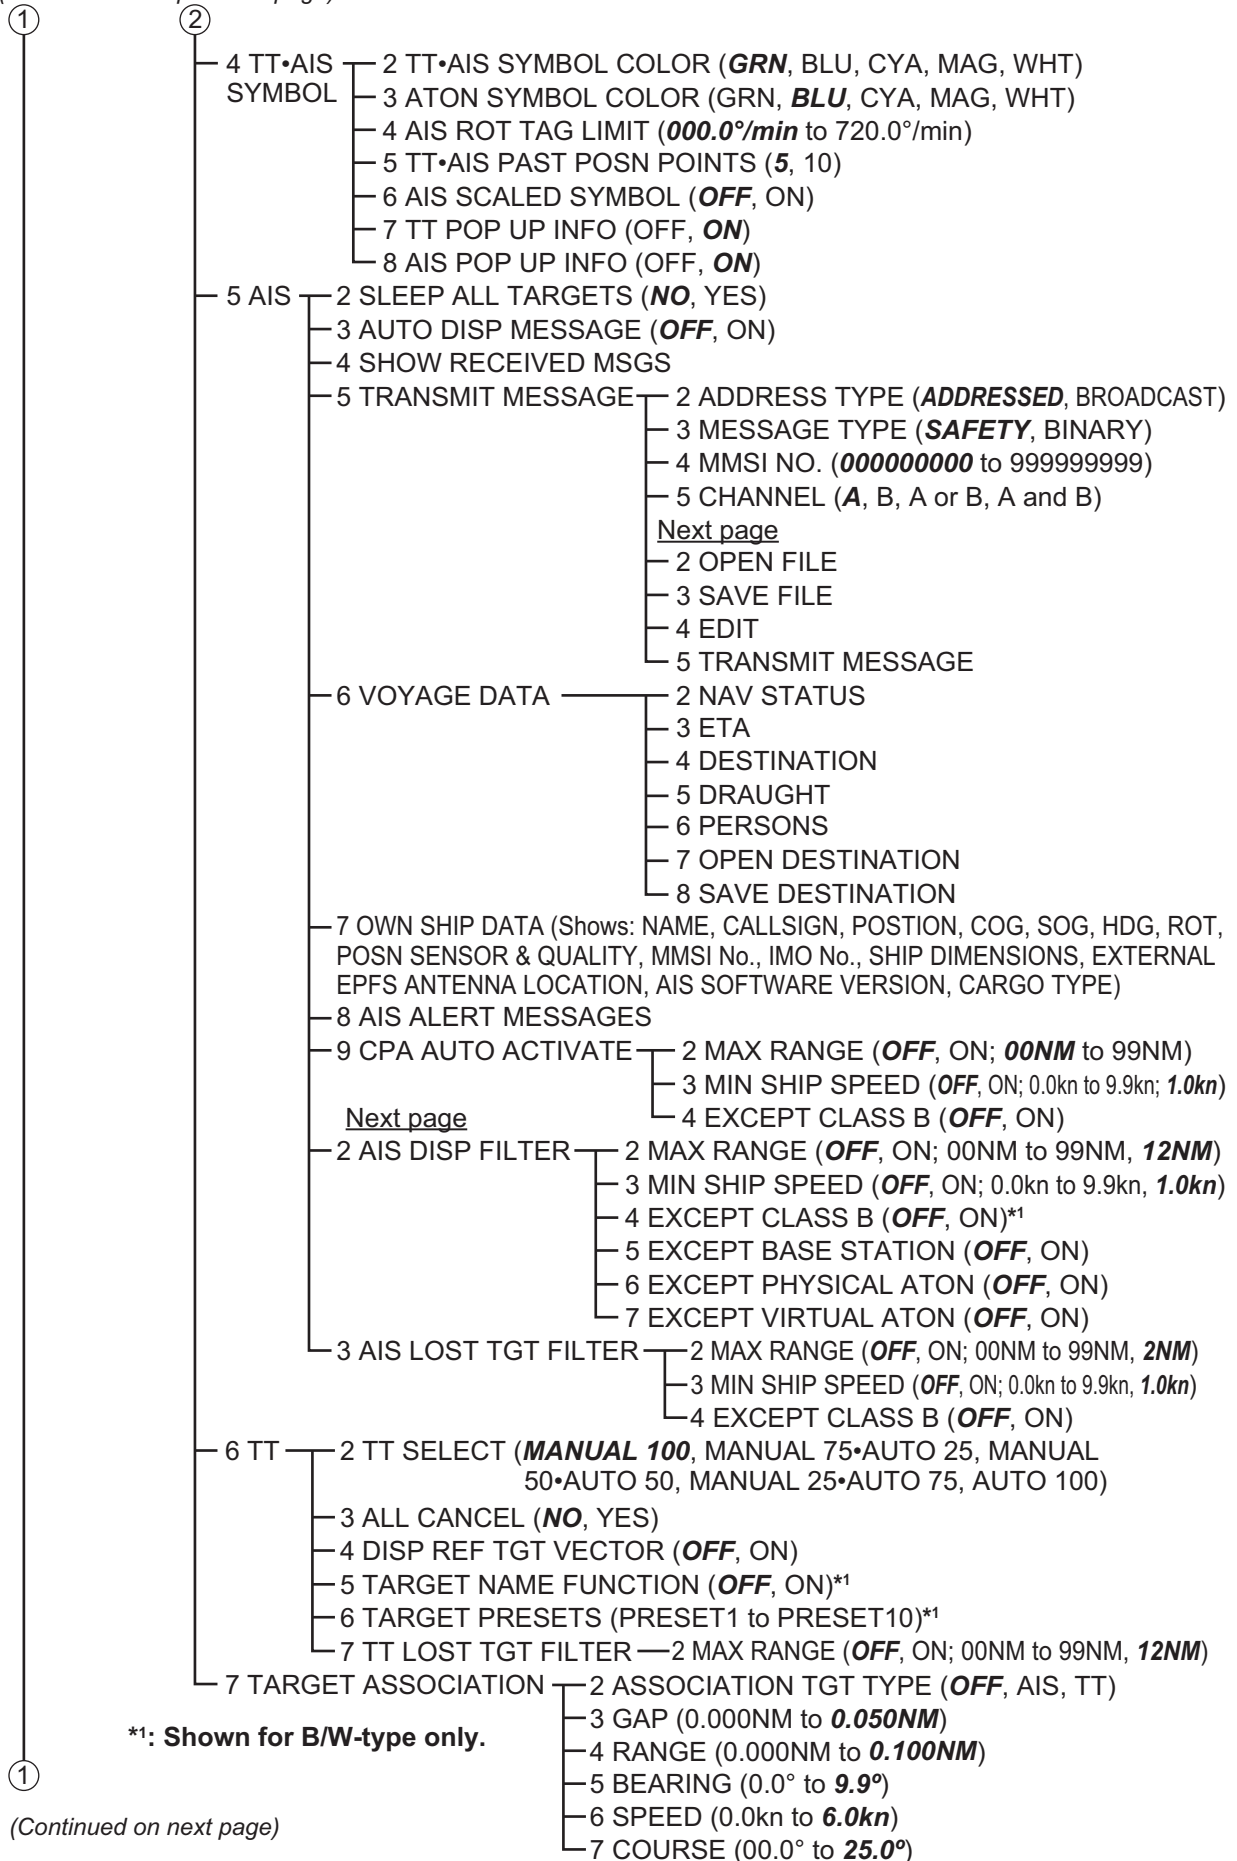 1
2
4 TT•AIS SYMBOL
2 TT•AIS SYMBOL COLOR (GRN, BLU, CYA, MAG, WHT)
3 ATON SYMBOL COLOR (GRN, BLU, CYA, MAG, WHT)
4 AIS ROT TAG LIMIT (000.0°/min to 720.0°/min)
5 TT•AIS PAST POSN POINTS (5, 10)
6 AIS SCALED SYMBOL (OFF, ON)
7 TT POP UP INFO (OFF, ON)
8 AIS POP UP INFO (OFF, ON)
5 AIS
2 SLEEP ALL TARGETS (NO, YES)
3 AUTO DISP MESSAGE (OFF, ON)
4 SHOW RECEIVED MSGS
5 TRANSMIT MESSAGE
2 ADDRESS TYPE (ADDRESSED, BROADCAST)
3 MESSAGE TYPE (SAFETY, BINARY)
4 MMSI NO. (000000000 to 999999999)
5 CHANNEL (A, B, A or B, A and B)
Next page
2 OPEN FILE
3 SAVE FILE
4 EDIT
5 TRANSMIT MESSAGE
6 VOYAGE DATA
2 NAV STATUS
3 ETA
4 DESTINATION
5 DRAUGHT
6 PERSONS
7 OPEN DESTINATION
8 SAVE DESTINATION
7 OWN SHIP DATA (Shows: NAME, CALLSIGN, POSTION, COG, SOG, HDG, ROT,
POSN SENSOR & QUALITY, MMSI No., IMO No., SHIP DIMENSIONS, EXTERNAL
EPFS ANTENNA LOCATION, AIS SOFTWARE VERSION, CARGO TYPE)
8 AIS ALERT MESSAGES
9 CPA AUTO ACTIVATE
2 MAX RANGE (OFF, ON; 00NM to 99NM)
3 MIN SHIP SPEED (OFF, ON; 0.0kn to 9.9kn; 1.0kn)
4 EXCEPT CLASS B (OFF, ON)
Next page
2 AIS DISP FILTER
2 MAX RANGE (OFF, ON; 00NM to 99NM, 12NM)
3 MIN SHIP SPEED (OFF, ON; 0.0kn to 9.9kn, 1.0kn)
4 EXCEPT CLASS B (OFF, ON)*1
5 EXCEPT BASE STATION (OFF, ON)
6 EXCEPT PHYSICAL ATON (OFF, ON)
7 EXCEPT VIRTUAL ATON (OFF, ON)
3 AIS LOST TGT FILTER
2 MAX RANGE (OFF, ON; 00NM to 99NM, 2NM)
3 MIN SHIP SPEED (OFF, ON; 0.0kn to 9.9kn, 1.0kn)
4 EXCEPT CLASS B (OFF, ON)
6 TT
2 TT SELECT (MANUAL 100, MANUAL 75•AUTO 25, MANUAL
50•AUTO 50, MANUAL 25•AUTO 75, AUTO 100)
3 ALL CANCEL (NO, YES)
4 DISP REF TGT VECTOR (OFF, ON)
5 TARGET NAME FUNCTION (OFF, ON)*1
6 TARGET PRESETS (PRESET1 to PRESET10)*1
7 TT LOST TGT FILTER
2 MAX RANGE (OFF, ON; 00NM to 99NM, 12NM)
7 TARGET ASSOCIATION
2 ASSOCIATION TGT TYPE (OFF, AIS, TT)
3 GAP (0.000NM to 0.050NM)
4 RANGE (0.000NM to 0.100NM)
5 BEARING (0.0° to 9.9º)
6 SPEED (0.0kn to 6.0kn)
7 COURSE (00.0° to 25.0º)
*1: Shown for B/W-type only.
1
(Continued on next page)